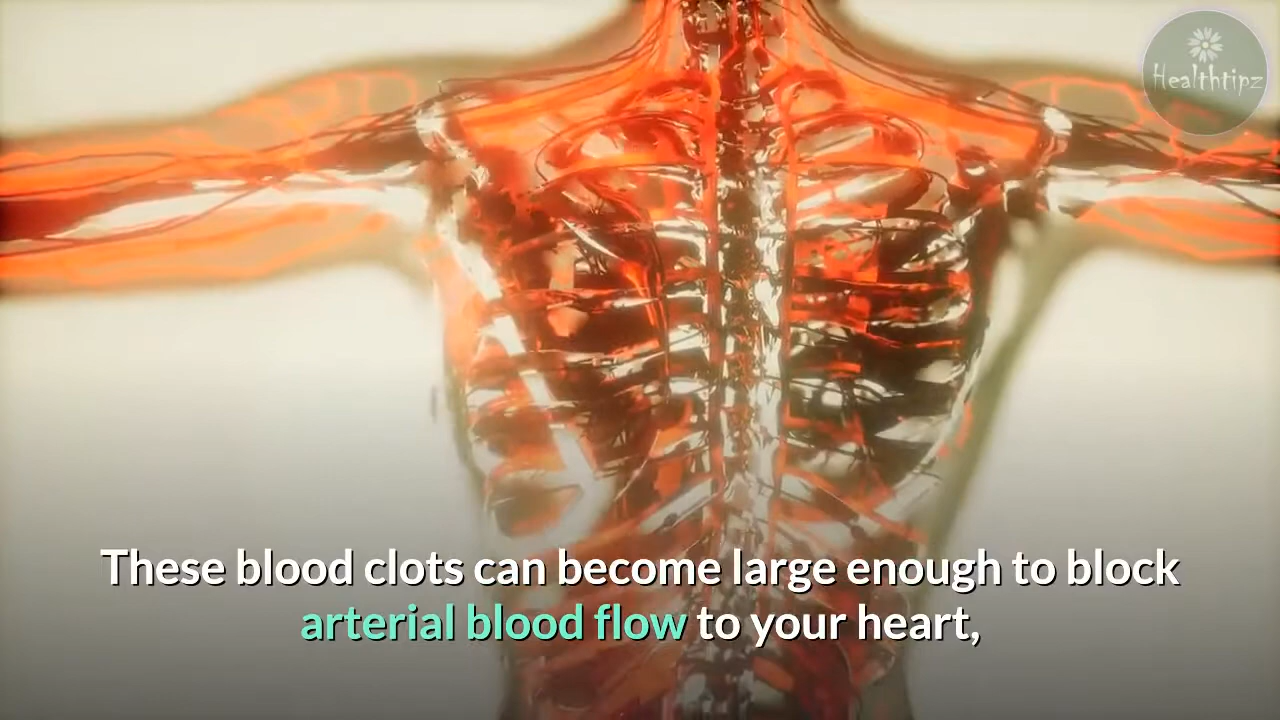 Healthtipz
These blood clots can become large enough to block
arterial blood flow to your heart,